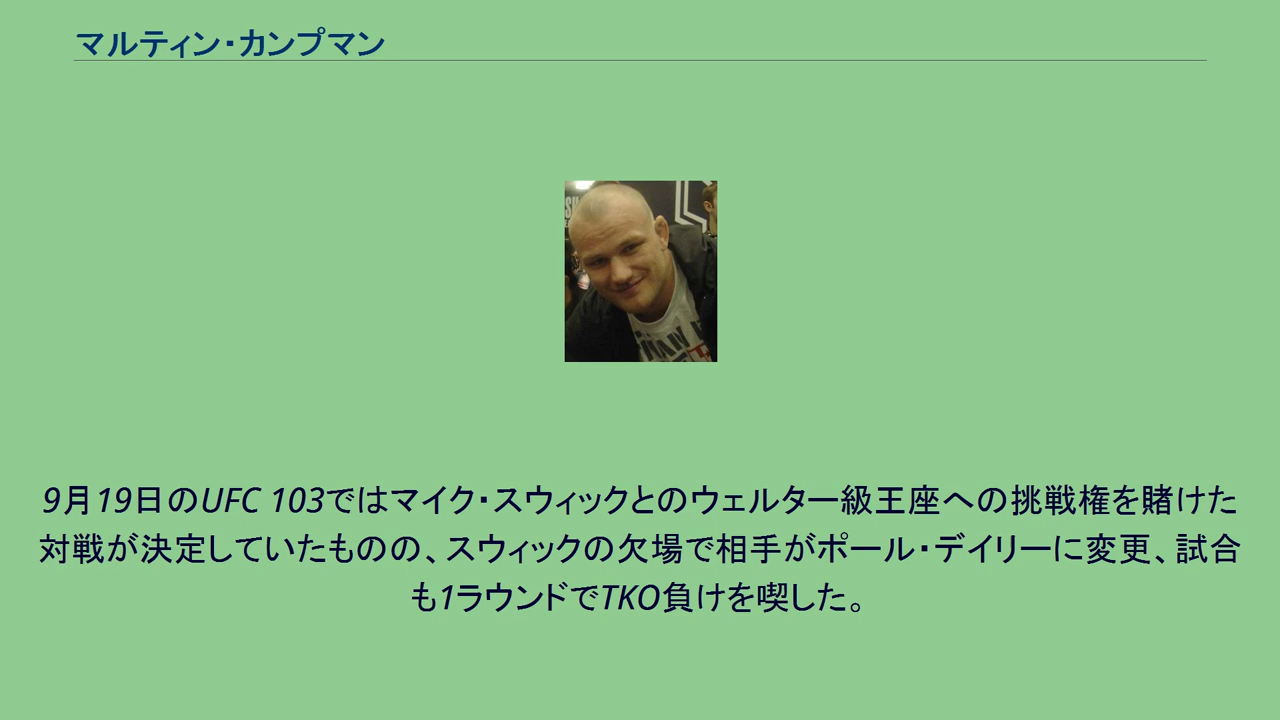 マルティン・カンプマン
9月19日のUFC 103ではマイク・スウィックとのウェルター級王座への挑戦権を賭けた
対戦が決定していたものの、スウィックの欠場で相手がポール・デイリーに変更、試合
も1ラウンドでTKO負けを喫した。